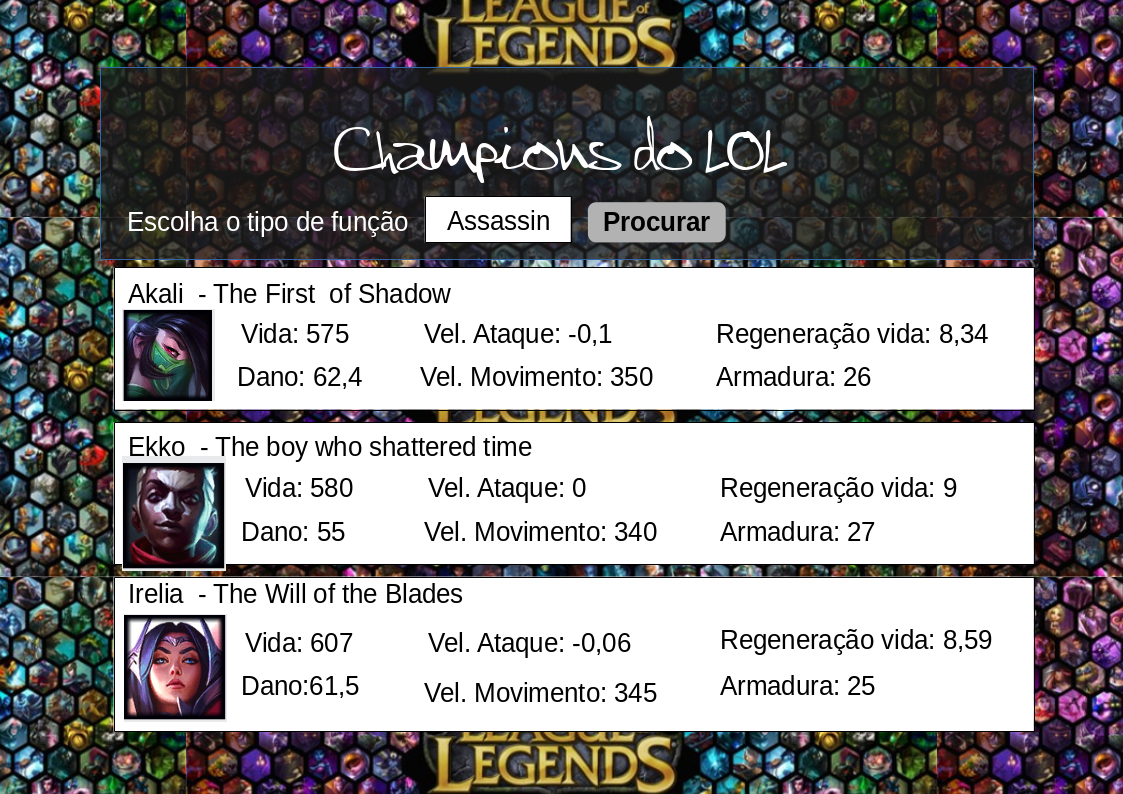 LEAGUE of
LEGENDS
Champions do LOL
Escolha o tipo de função Assassin Procurar
Akali - The First of Shadow
Vida: 575 Vel. Ataque: -0,1 Regeneração vida: 8,34
Dano: 62,4 Vel. Movimento: 350 Armadura: 26
LEGENDS
Ekko - The boy who shattered time
Vida: 580 Vel. Ataque: 0 Regeneração vida: 9
Dano: 55 Vel. Movimento: 340 Armadura: 27
Irelia - The Will of the Blades
Vida: 607 Vel. Ataque: -0,06 Regeneração vida: 8,59
Dano:61,5 Vel. Movimento: 345 Armadura: 25
LEAGUE
LEGENDS